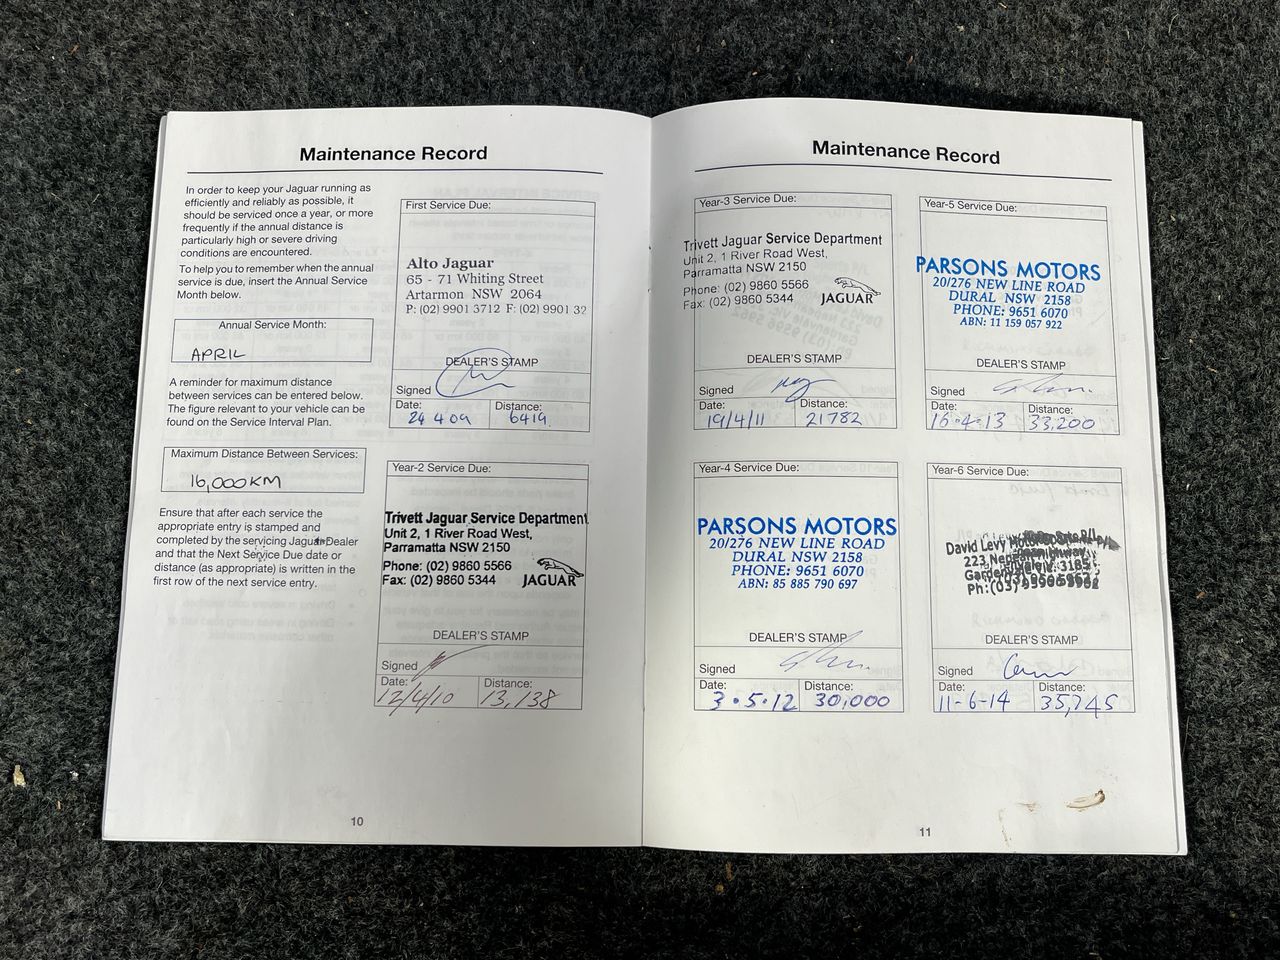 Maintenance Record
In order to keep your Jaguar running as
efficiently and reliably as possible, it
should be serviced once a year, or more
frequently if the annual distance is
particularly high or severe driving
conditions are encountered.
To help you to remember when the annual
service is due, insert the Annual Service
Month below.
Annual Service Month:
APRIL
A reminder for maximum distance
between services can be entered below.
The figure relevant to your vehicle can be
found on the Service Interval Plan.
Maximum Distance Between Services:
16,000KM
Ensure that after each service the
appropriate entry is stamped and
completed by the servicing Jaguar Dealer
and that the Next Service Due date or
distance (as appropriate) is written in the
first row of the next service entry.
First Service Due:
Alto Jaguar
65 - 71 Whiting Street
Artarmon NSW 2064
P: (02) 9901 3712 F: (02) 9901 32
DEALER'S STAMP
Signed
Date: Distance:
24 4 09 6419
Year-2 Service Due:
Trivett Jaguar Service Department
Unit 2, 1 River Road West,
Parramatta NSW 2150
Phone: (02) 9860 5566
Fax: (02) 9860 5344
JAGUAR
DEALER'S STAMP
Signed
Date: Distance:
12/4/10 13,138
10
Maintenance Record
Year-3 Service Due:
Trivett Jaguar Service Department
Unit 2, 1 River Road West,
Parramatta NSW 2150
Phone: (02) 9860 5566
Fax: (02) 9860 5344
JAGUAR
DEALER'S STAMP
Signed
Date: Distance:
19/4/11 21782
Year-4 Service Due:
PARSONS MOTORS
20/276 NEW LINE ROAD
DURAL NSW 2158
PHONE: 9651 6070
ABN: 85 885 790 697
DEALER'S STAMP
Signed
Date: Distance:
3.5.12 30,000
Year-5 Service Due:
PARSONS MOTORS
20/276 NEW LINE ROAD
DURAL NSW 2158
PHONE: 9651 6070
ABN: 11 159 057 922
DEALER'S STAMP
Signed
Date: Distance:
16.4.13 33,200
Year-6 Service Due:
David Levy
223
3185
Ph:(03)
DEALER'S STAMP
Signed
Date: Distance:
11-6-14 35,745
11